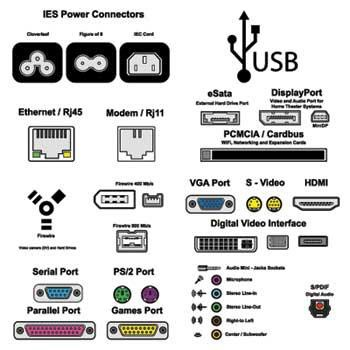 IES Power Connectors
Cloverleaf
Figure of 8
IEC Cord
USB
eSata
External Hard Drive Port
DisplayPort
Video and Audio Port for
Home Theater Systems
MiniDP
Ethernet / Rj45
Modem / Rj11
PCMCIA / Cardbus
WiFi, Networking and Expansion Cards
Firewire 400 Mb/s
VGA Port
S - Video
HDMI
Firewire
Video camera (DV) and Hard Drives
Firewire 800 Mb/s
Digital Video Interface
Serial Port
PS/2 Port
Audio Mini - Jacks Sockets
Microphone
Stereo Line-In
Stereo Line-Out
Right-to-Left
Center / Subwoofer
S/PDIF
Digital Audio
Parallel Port
Games Port